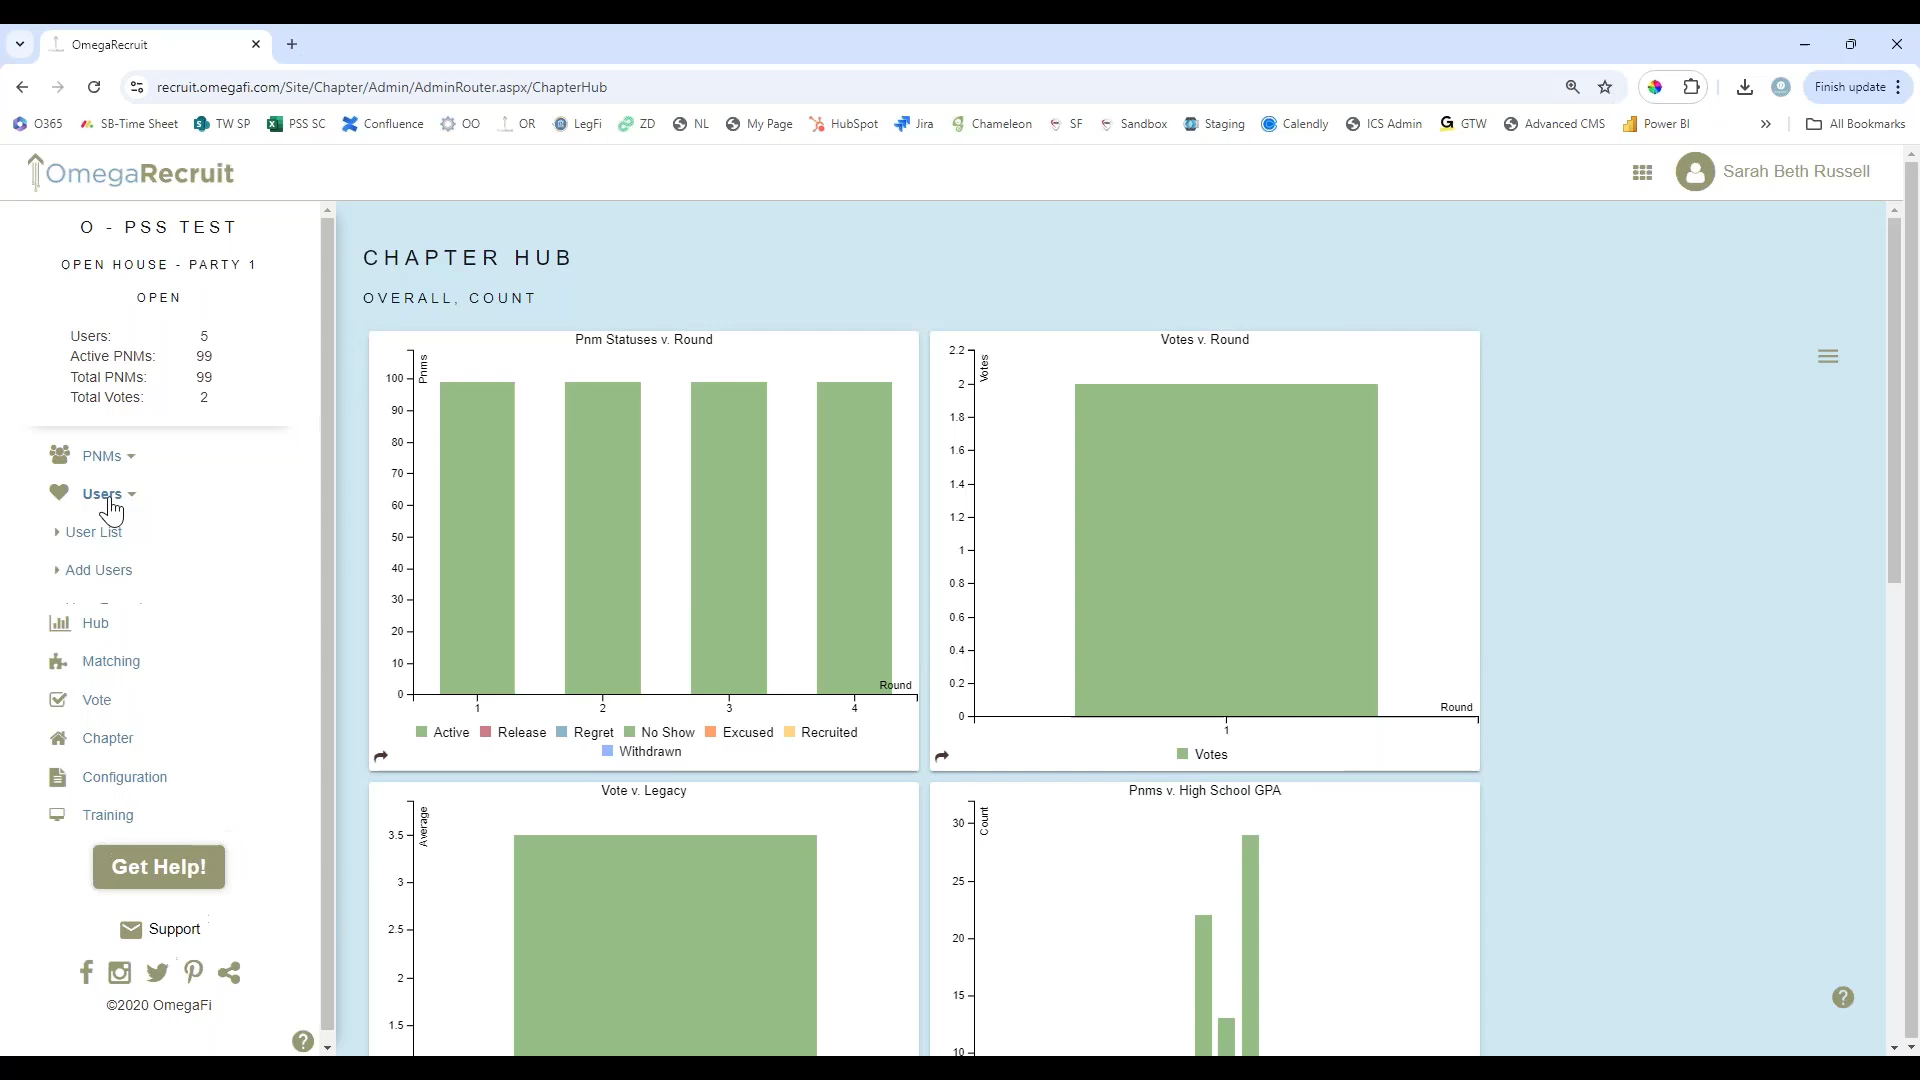 OmegaRecruit
recruit.omegafi.com/Site/Chapter/Admin/AdminRouter.aspx/ChapterHub
Finish update
O365
SB-Time Sheet
TW SP
PSS SC
Confluence
OO
OR
LegFi
ZD
NL
My Page
HubSpot
Jira
Chameleon
SF
Sandbox
Staging
Calendly
ICS Admin
GTW
Advanced CMS
Power BI
All Bookmarks
OmegaRecruit
Sarah Beth Russell
O - PSS TEST
OPEN HOUSE - PARTY 1
OPEN
Users: 5
Active PNMs: 99
Total PNMs: 99
Total Votes: 2
PNMs
Users
User List
Add Users
Hub
Matching
Vote
Chapter
Configuration
Training
Get Help!
Support
©2020 OmegaFi
?
CHAPTER HUB
OVERALL, COUNT
Pnm Statuses v. Round
Pnms
100
90
80
70
60
50
40
30
20
10
0
Round
1 2 3 4
Active Release Regret No Show Excused Recruited
Withdrawn
Votes v. Round
Votes
2.2
2
1.8
1.6
1.4
1.2
1
0.8
0.6
0.4
0.2
0
Round
1
Votes
Vote v. Legacy
Average
3.5
3
2.5
2
1.5
Pnms v. High School GPA
Count
30
25
20
15
10
?